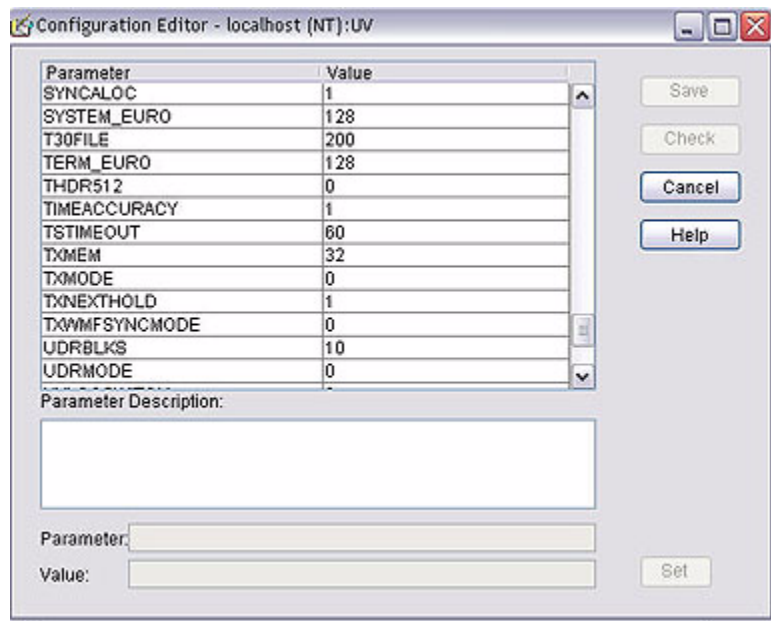 Configuration Editor - localhost (NT):UV
Parameter Value
SYNCALOC 1
SYSTEM_EURO 128
T30FILE 200
TERM_EURO 128
THDR512 0
TIMEACCURACY 1
TSTIMEOUT 60
TXMEM 32
TXMODE 0
TXNEXTHOLD 1
TXWMFSYNCMODE 0
UDRBLKS 10
UDRMODE 0
Save
Check
Cancel
Help
Parameter Description:
Parameter:
Value:
Set